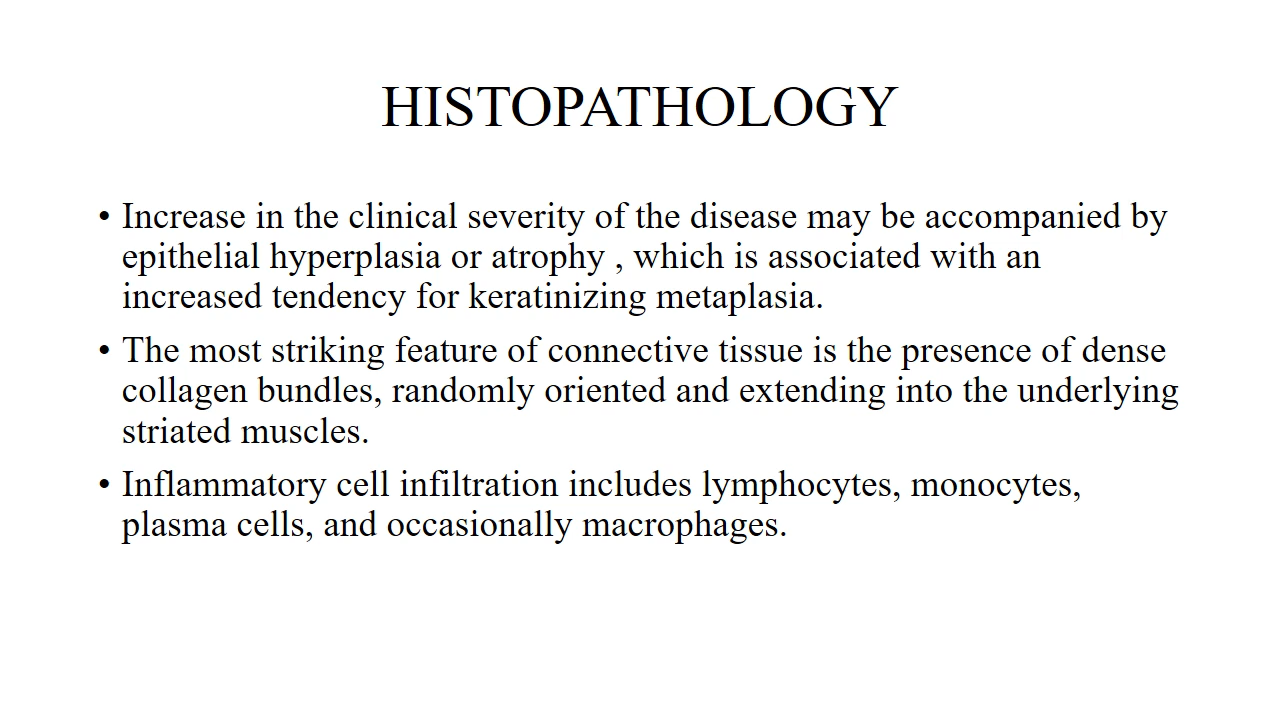 HISTOPATHOLOGY
• Increase in the clinical severity of the disease may be accompanied by
epithelial hyperplasia or atrophy , which is associated with an
increased tendency for keratinizing metaplasia.
• The most striking feature of connective tissue is the presence of dense
collagen bundles, randomly oriented and extending into the underlying
striated muscles.
• Inflammatory cell infiltration includes lymphocytes, monocytes,
plasma cells, and occasionally macrophages.